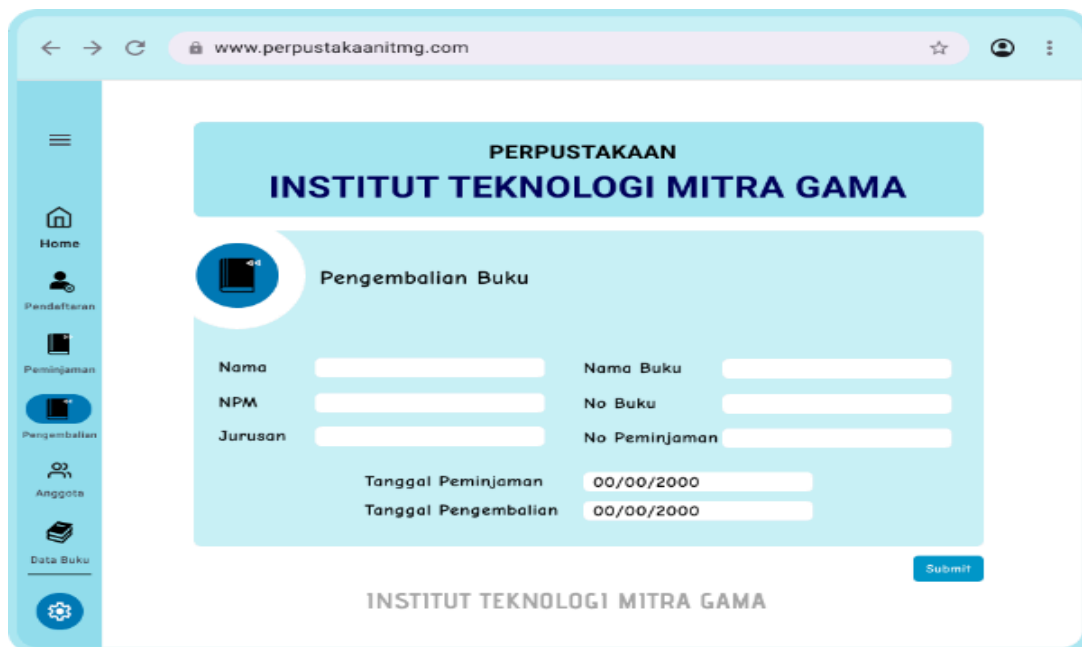 www.perpustakaanitmg.com
PERPUSTAKAAN
INSTITUT TEKNOLOGI MITRA GAMA
Home
Pendaftaran
Peminjaman
Pengembalian
Anggota
Data Buku
Pengembalian Buku
Nama
NPM
Jurusan
Nama Buku
No Buku
No Peminjaman
Tanggal Peminjaman 00/00/2000
Tanggal Pengembalian 00/00/2000
Submit
INSTITUT TEKNOLOGI MITRA GAMA